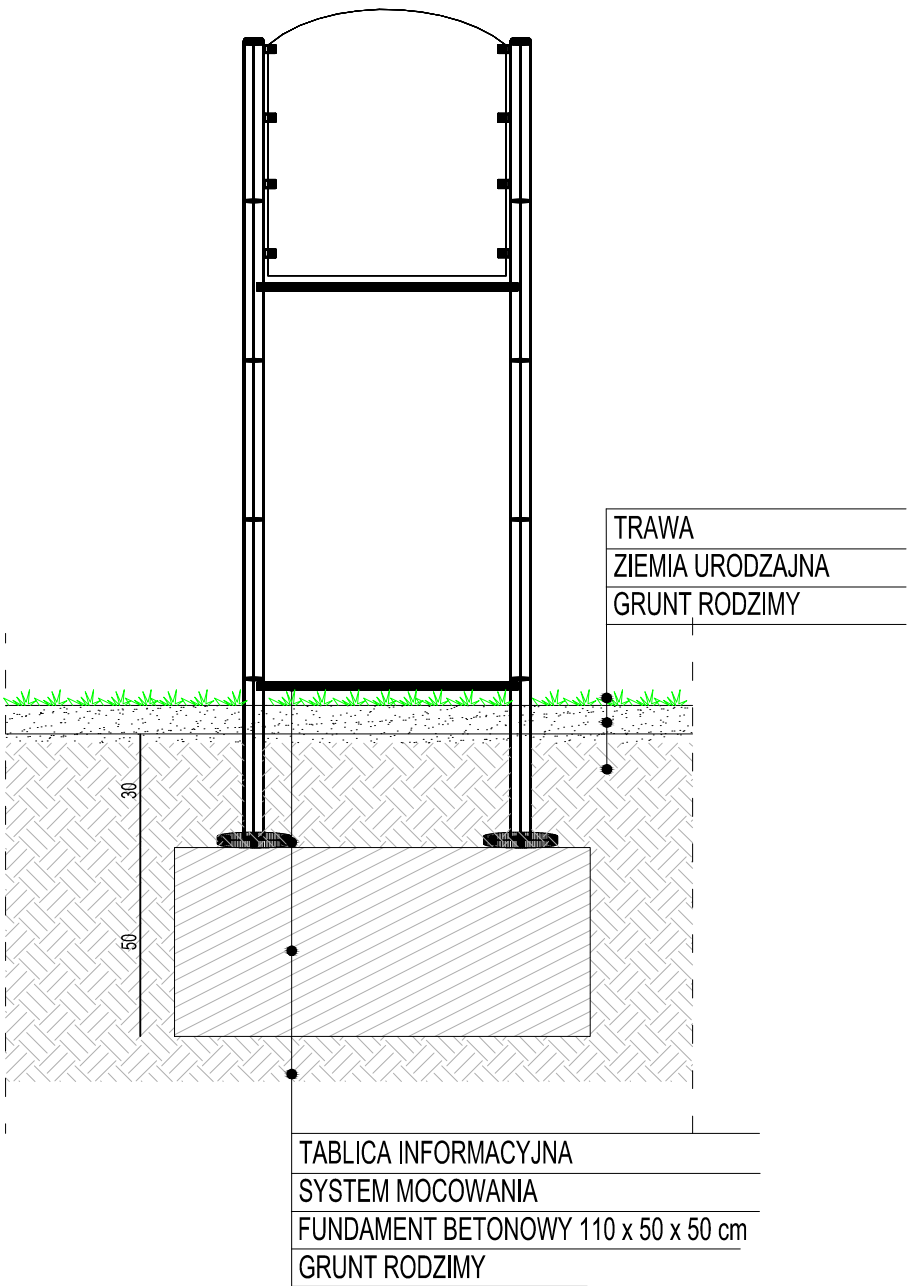 TRAWA
ZIEMIA URODZAJNA
GRUNT RODZIMY
30
50
TABLICA INFORMACYJNA
SYSTEM MOCOWANIA
FUNDAMENT BETONOWY 110 x 50 x 50 cm
GRUNT RODZIMY